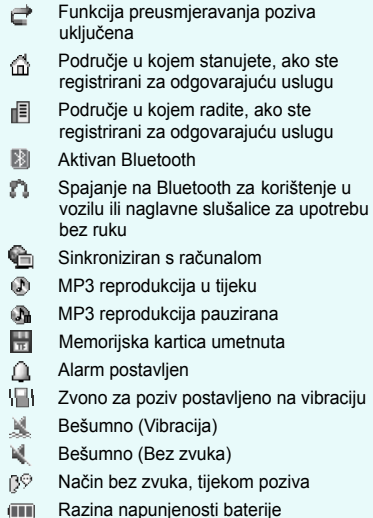 Funkcija preusmjeravanja poziva
uključena
Područje u kojem stanujete, ako ste
registrirani za odgovarajuću uslugu
Područje u kojem radite, ako ste
registrirani za odgovarajuću uslugu
Aktivan Bluetooth
Spajanje na Bluetooth za korištenje u
vozilu ili naglavne slušalice za upotrebu
bez ruku
Sinkroniziran s računalom
MP3 reprodukcija u tijeku
MP3 reprodukcija pauzirana
Memorijska kartica umetnuta
Alarm postavljen
Zvono za poziv postavljeno na vibraciju
Bešumno (Vibracija)
Bešumno (Bez zvuka)
Način bez zvuka, tijekom poziva
Razina napunjenosti baterije